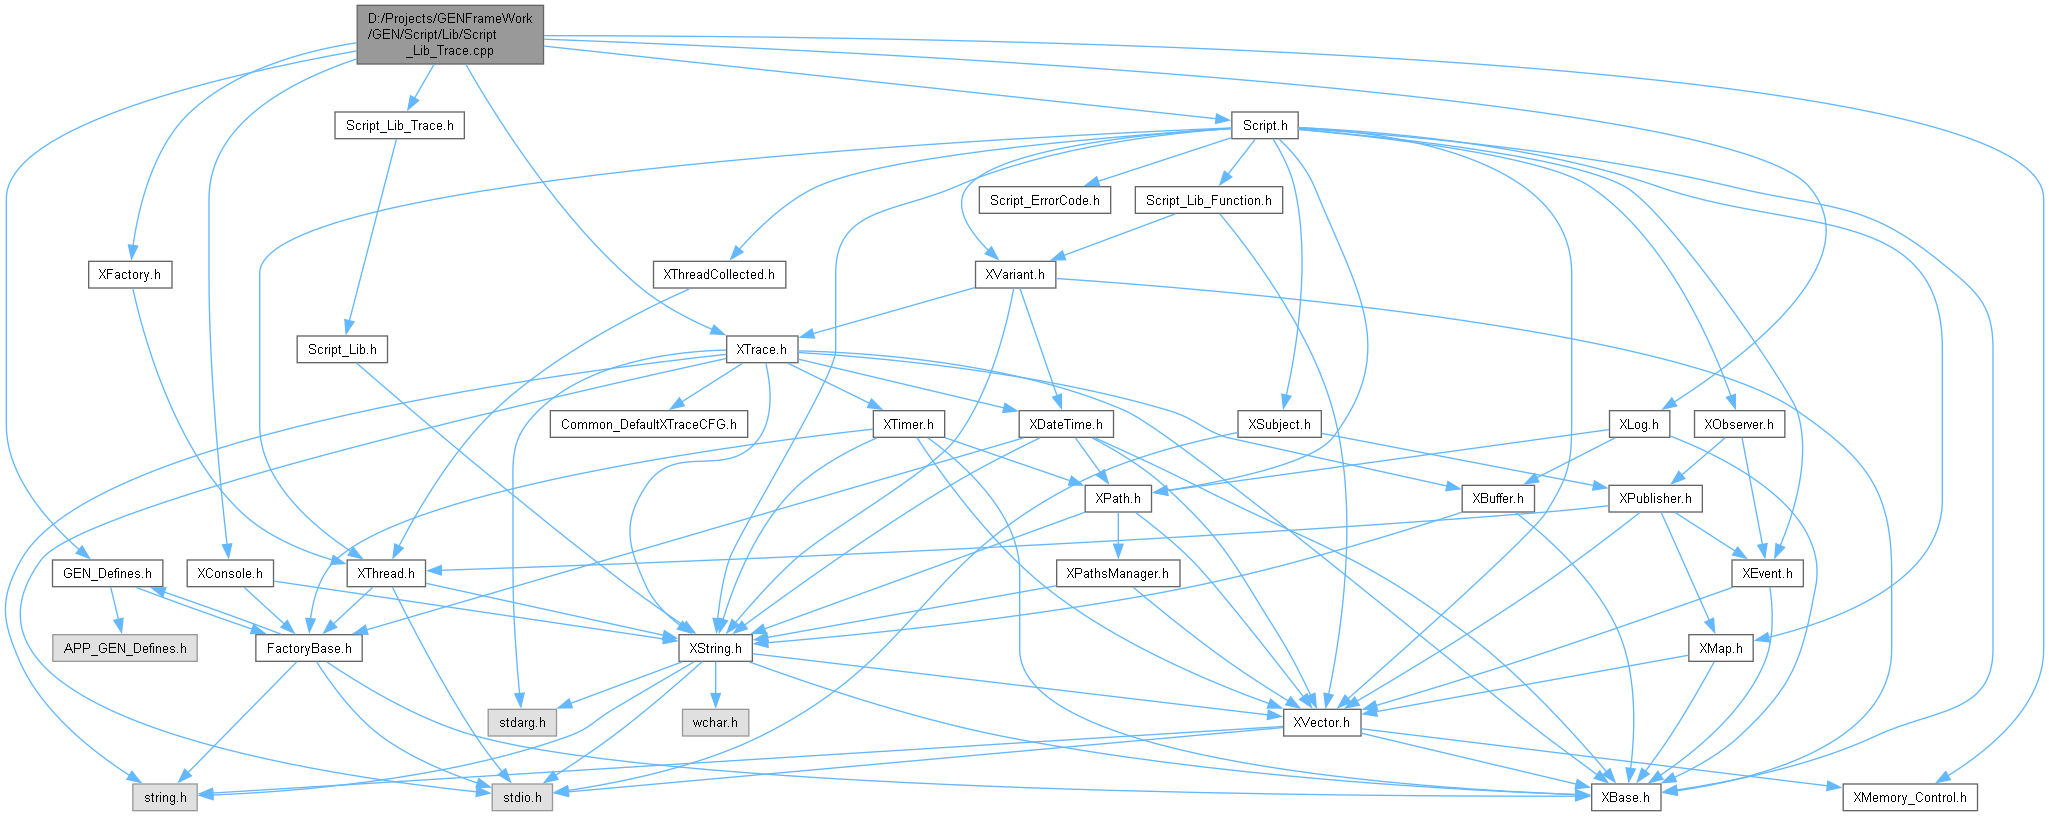 D:/Projects/GENFrameWork
/GEN/Script/Lib/Script
_Lib_Trace.cpp
Script_Lib_Trace.h
Script.h
Script_ErrorCode.h
Script_Lib_Function.h
XFactory.h
XThreadCollected.h
XVariant.h
Script_Lib.h
XTrace.h
Common_DefaultXTraceCFG.h
XTimer.h
XDateTime.h
XSubject.h
XLog.h
XObserver.h
XPath.h
XBuffer.h
XPublisher.h
GEN_Defines.h
XConsole.h
XThread.h
XPathsManager.h
XEvent.h
APP_GEN_Defines.h
FactoryBase.h
XString.h
XMap.h
stdarg.h
wchar.h
XVector.h
string.h
stdio.h
XBase.h
XMemory_Control.h